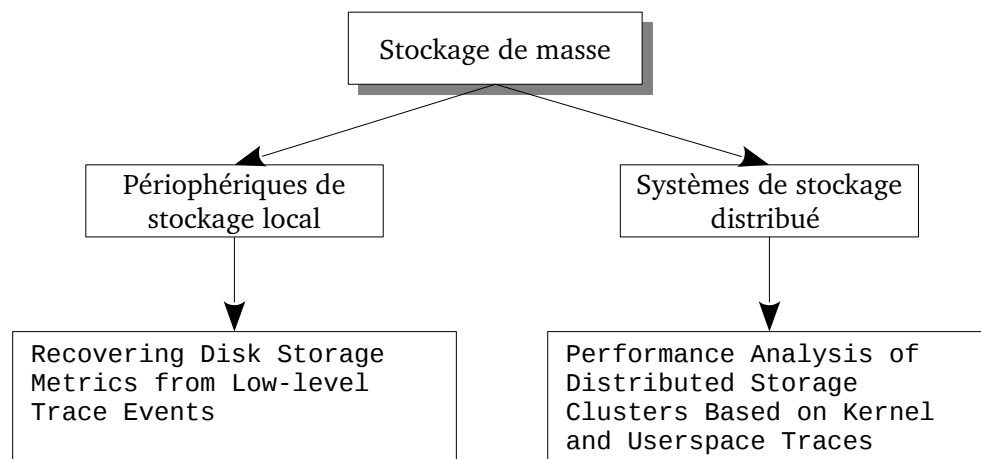 Stockage de masse
Périophériques de
stockage local
Systèmes de stockage
distribué
Recovering Disk Storage
Metrics from Low-level
Trace Events
Performance Analysis of
Distributed Storage
Clusters Based on Kernel
and Userspace Traces